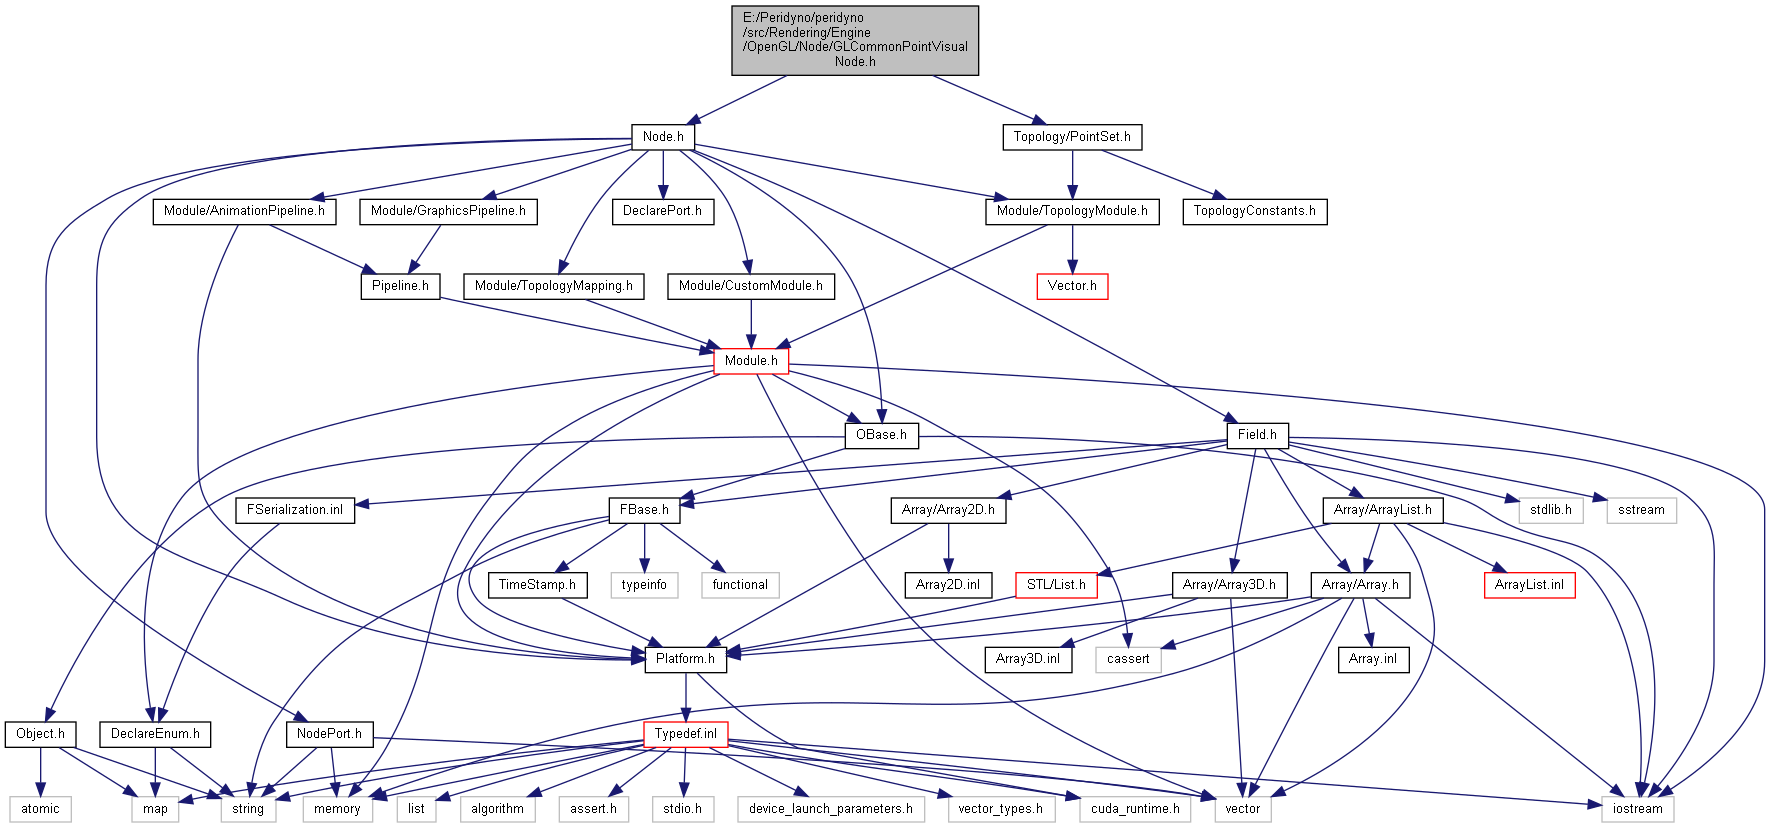 E:/Peridyno/peridyno
/src/Rendering/Engine
/OpenGL/Node/GLCommonPointVisual
Node.h
Node.h
Topology/PointSet.h
Module/AnimationPipeline.h
Module/GraphicsPipeline.h
DeclarePort.h
Module/TopologyModule.h
TopologyConstants.h
Pipeline.h
Module/TopologyMapping.h
Module/CustomModule.h
Vector.h
Module.h
OBase.h
Field.h
FSerialization.inl
FBase.h
Array/Array2D.h
Array/ArrayList.h
stdlib.h
sstream
TimeStamp.h
typeinfo
functional
Array2D.inl
STL/List.h
Array/Array3D.h
Array/Array.h
ArrayList.inl
Platform.h
Array3D.inl
cassert
Array.inl
Object.h
DeclareEnum.h
NodePort.h
Typedef.inl
atomic
map
string
memory
list
algorithm
assert.h
stdio.h
device_launch_parameters.h
vector_types.h
cuda_runtime.h
vector
iostream